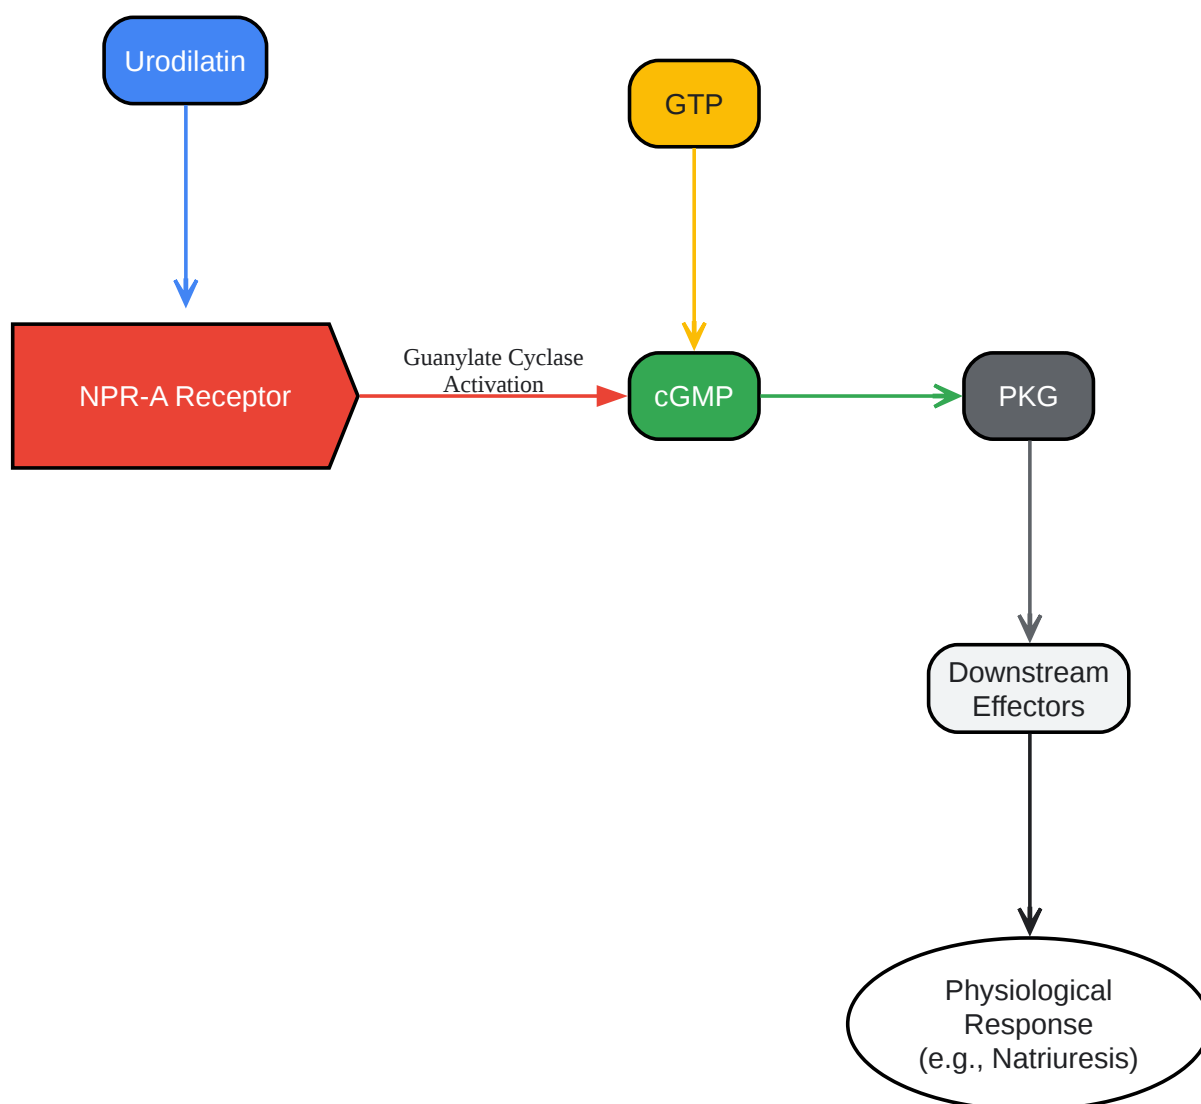 Urodilatin
GTP
NPR-A Receptor
Guanylate Cyclase
Activation
cGMP
PKG
Downstream
Effectors
Physiological
Response
(e.g., Natriuresis)